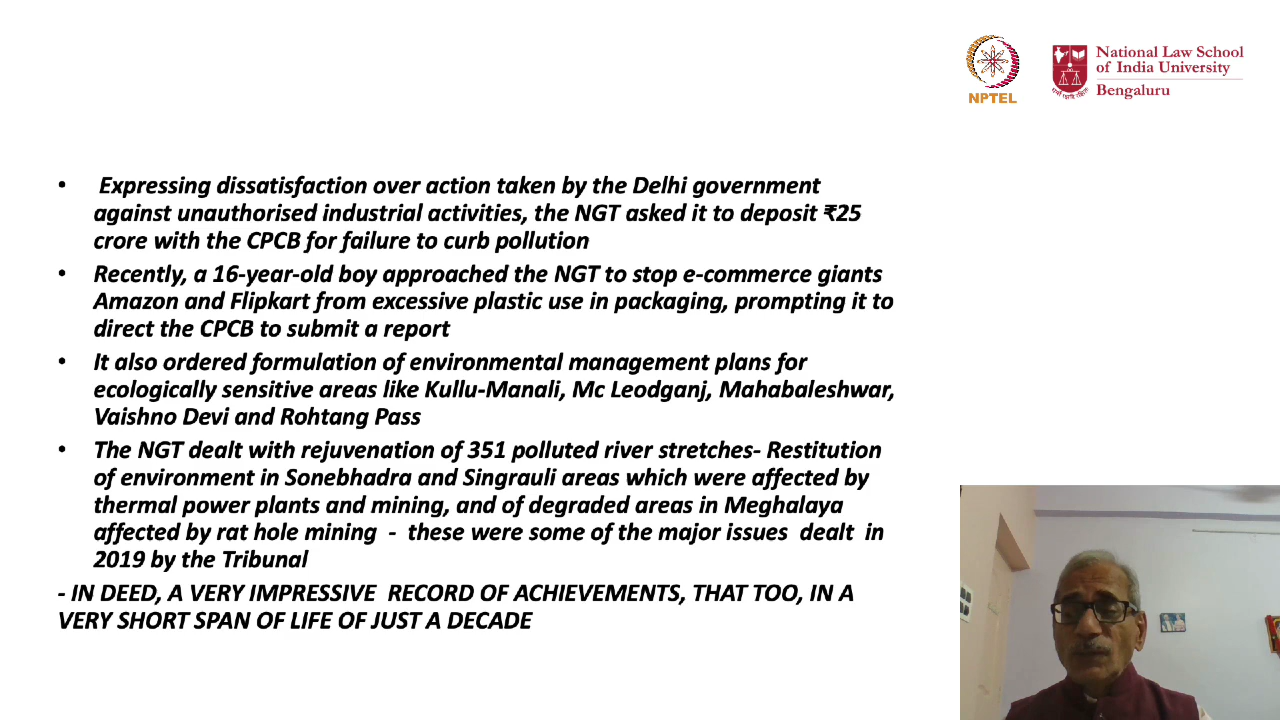 NPTEL
National Law School
of India University
Bengaluru
• Expressing dissatisfaction over action taken by the Delhi government
against unauthorised industrial activities, the NGT asked it to deposit ₹25
crore with the CPCB for failure to curb pollution
• Recently, a 16-year-old boy approached the NGT to stop e-commerce giants
Amazon and Flipkart from excessive plastic use in packaging, prompting it to
direct the CPCB to submit a report
• It also ordered formulation of environmental management plans for
ecologically sensitive areas like Kullu-Manali, Mc Leodganj, Mahabaleshwar,
Vaishno Devi and Rohtang Pass
• The NGT dealt with rejuvenation of 351 polluted river stretches- Restitution
of environment in Sonebhadra and Singrauli areas which were affected by
thermal power plants and mining, and of degraded areas in Meghalaya
affected by rat hole mining - these were some of the major issues dealt in
2019 by the Tribunal
- IN DEED, A VERY IMPRESSIVE RECORD OF ACHIEVEMENTS, THAT TOO, IN A
VERY SHORT SPAN OF LIFE OF JUST A DECADE